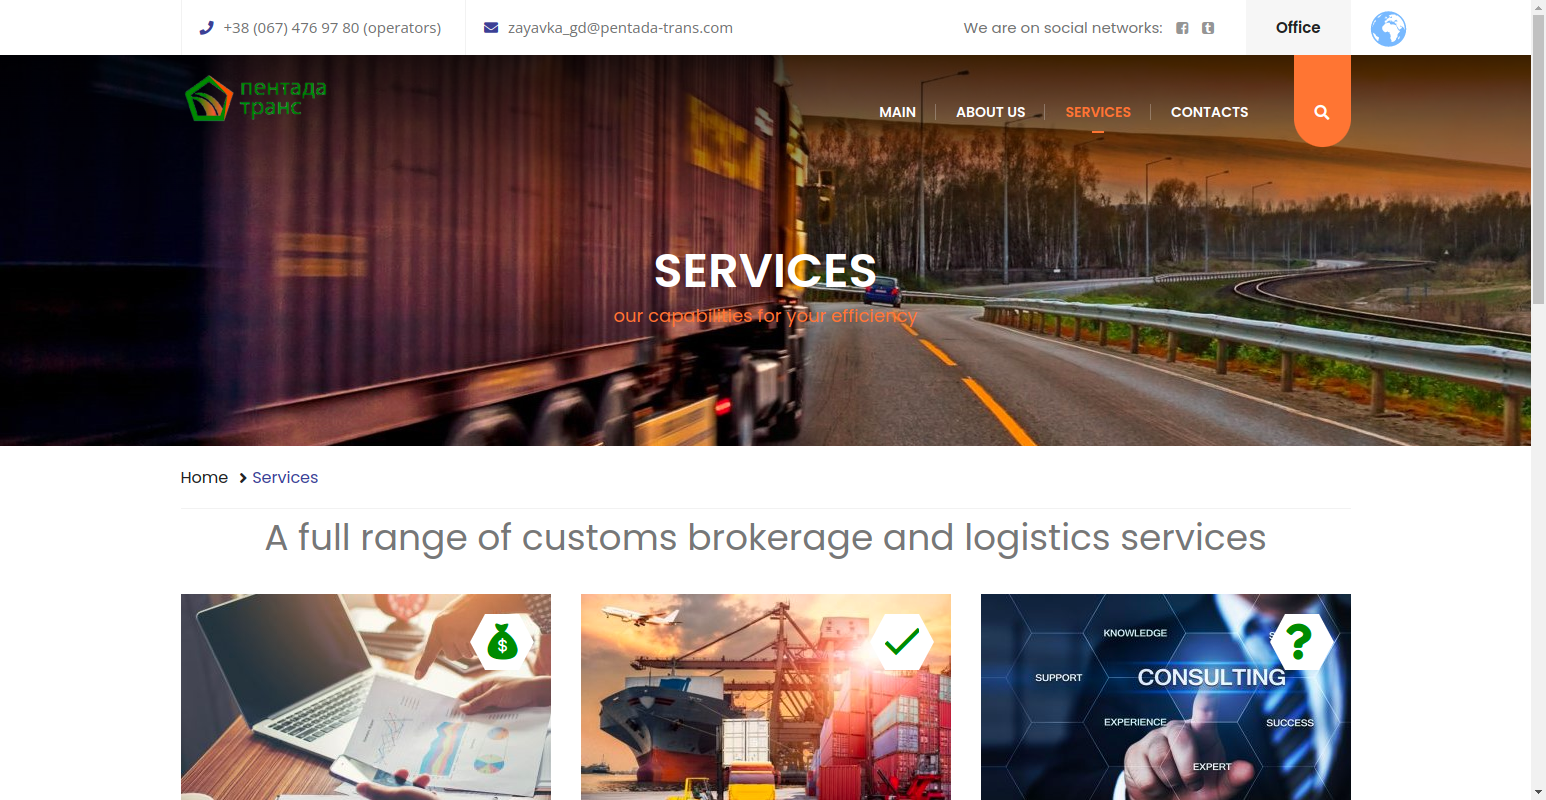 +38 (067) 476 97 80 (operators)
zayavka_gd@pentada-trans.com
We are on social networks:
Office
пентада
транс
MAIN
ABOUT US
SERVICES
CONTACTS
SERVICES
our capabilities for your efficiency
Home > Services
A full range of customs brokerage and logistics services
$
?
KNOWLEDGE
SUPPORT
CONSULTING
EXPERIENCE
SUCCESS
EXPERT